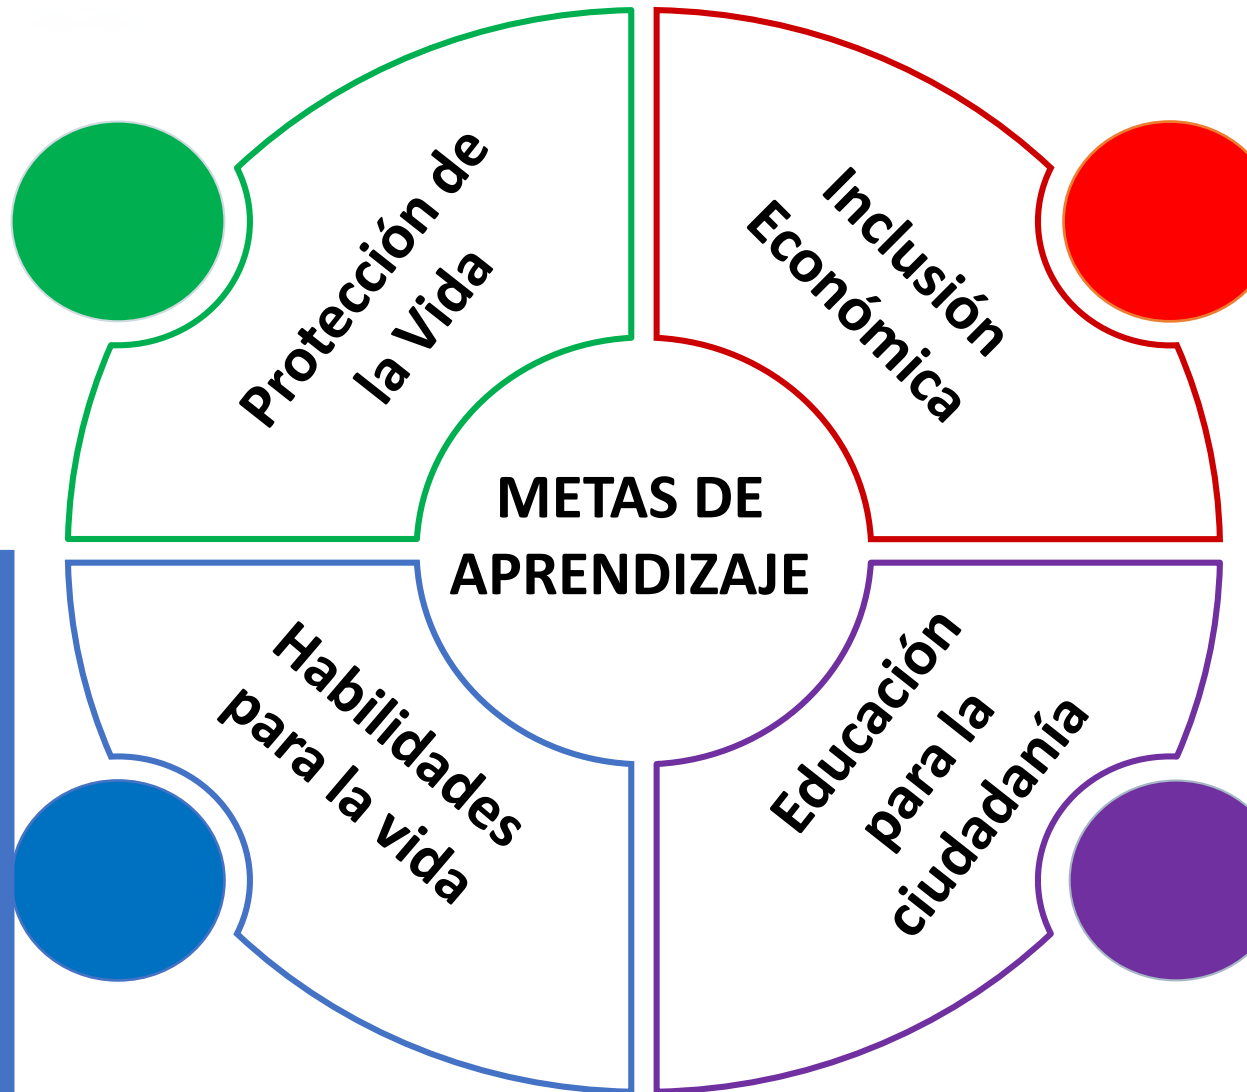 Protección de
la Vida
Inclusión
Económica
METAS DE
APRENDIZAJE
Habilidades
para la vida
Educación
para la
ciudadanía